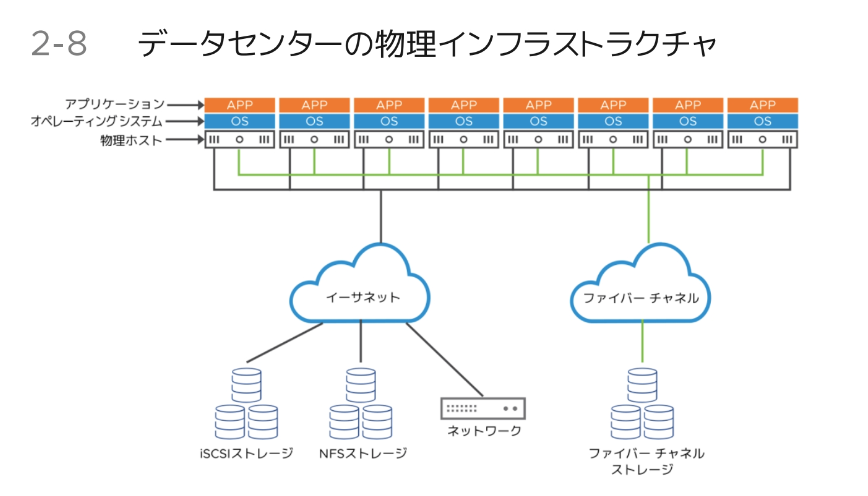 2-8 データセンターの物理インフラストラクチャ
アプリケーション APP APP APP APP APP APP APP APP
オペレーティングシステム OS OS OS OS OS OS OS OS
物理ホスト
イーサネット ファイバー チャネル
ネットワーク
iSCSIストレージ NFSストレージ ファイバー チャネル
ストレージ